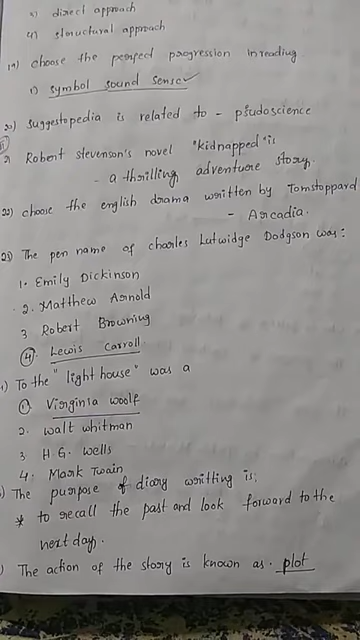 3) direct approach
4) structural approach
19) choose the perfect progression in reading
1) symbol sound sense ✓
20) suggestopedia is related to - psudoscience
21 Robert stevenson's novel "kidnapped" is
- a thrilling adventure story.
22) choose the english drama written by Tomstoppard
- Arcadia.
23) The pen name of charles Lutwidge Dodgson was:
1. Emily Dickinson
2. Matthew Arnold
3 Robert Browning
4. Lewis Carroll
) To the "light house" was a
1. Virginia woolf
2. walt whitman
3. H.G. wells
4. Mark Twain
) The purpose of diary writting is:
* to recall the past and look forward to the
next day.
) The action of the story is known as. plot